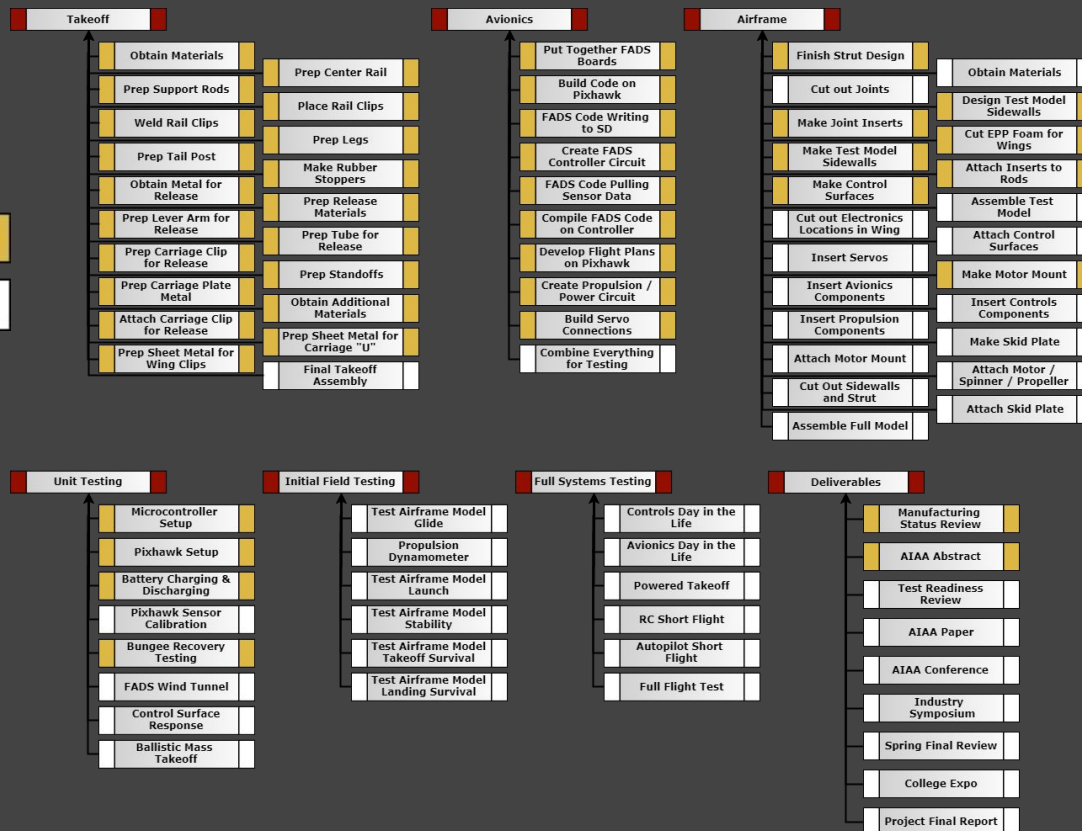 Takeoff
Obtain Materials
Prep Support Rods
Weld Rail Clips
Prep Tail Post
Obtain Metal for
Release
Prep Lever Arm for
Release
Prep Carriage Clip
for Release
Prep Carriage Plate
Metal
Attach Carriage Clip
for Release
Prep Sheet Metal for
Wing Clips
Prep Center Rail
Place Rail Clips
Prep Legs
Make Rubber
Stoppers
Prep Release
Materials
Prep Tube for
Release
Prep Standoffs
Obtain Additional
Materials
Prep Sheet Metal for
Carriage "U"
Final Takeoff
Assembly
Avionics
Put Together FADS
Boards
Build Code on
Pixhawk
FADS Code Writing
to SD
Create FADS
Controller Circuit
FADS Code Pulling
Sensor Data
Compile FADS Code
on Controller
Develop Flight Plans
on Pixhawk
Create Propulsion /
Power Circuit
Build Servo
Connections
Combine Everything
for Testing
Airframe
Finish Strut Design
Cut out Joints
Make Joint Inserts
Make Test Model
Sidewalls
Make Control
Surfaces
Cut out Electronics
Locations in Wing
Insert Servos
Insert Avionics
Components
Insert Propulsion
Components
Attach Motor Mount
Cut Out Sidewalls
and Strut
Assemble Full Model
Obtain Materials
Design Test Model
Sidewalls
Cut EPP Foam for
Wings
Attach Inserts to
Rods
Assemble Test
Model
Attach Control
Surfaces
Make Motor Mount
Insert Controls
Components
Make Skid Plate
Attach Motor /
Spinner / Propeller
Attach Skid Plate
Unit Testing
Microcontroller
Setup
Pixhawk Setup
Battery Charging &
Discharging
Pixhawk Sensor
Calibration
Bungee Recovery
Testing
FADS Wind Tunnel
Control Surface
Response
Ballistic Mass
Takeoff
Initial Field Testing
Test Airframe Model
Glide
Propulsion
Dynamometer
Test Airframe Model
Launch
Test Airframe Model
Stability
Test Airframe Model
Takeoff Survival
Test Airframe Model
Landing Survival
Full Systems Testing
Controls Day in the
Life
Avionics Day in the
Life
Powered Takeoff
RC Short Flight
Autopilot Short
Flight
Full Flight Test
Deliverables
Manufacturing
Status Review
AIAA Abstract
Test Readiness
Review
AIAA Paper
AIAA Conference
Industry
Symposium
Spring Final Review
College Expo
Project Final Report